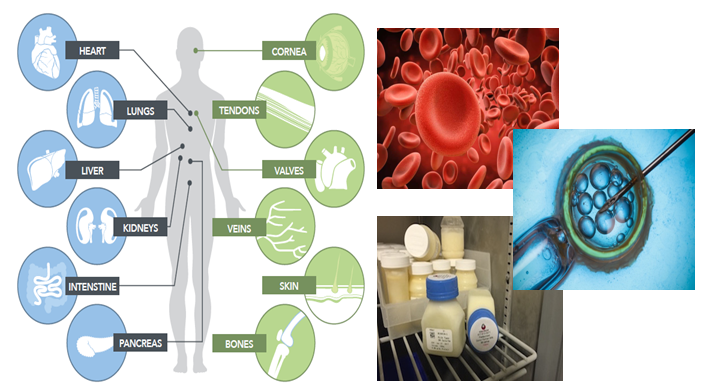 HEART
CORNEA
LUNGS
TENDONS
LIVER
VALVES
KIDNEYS
VEINS
INTENSTINE
SKIN
PANCREAS
BONES